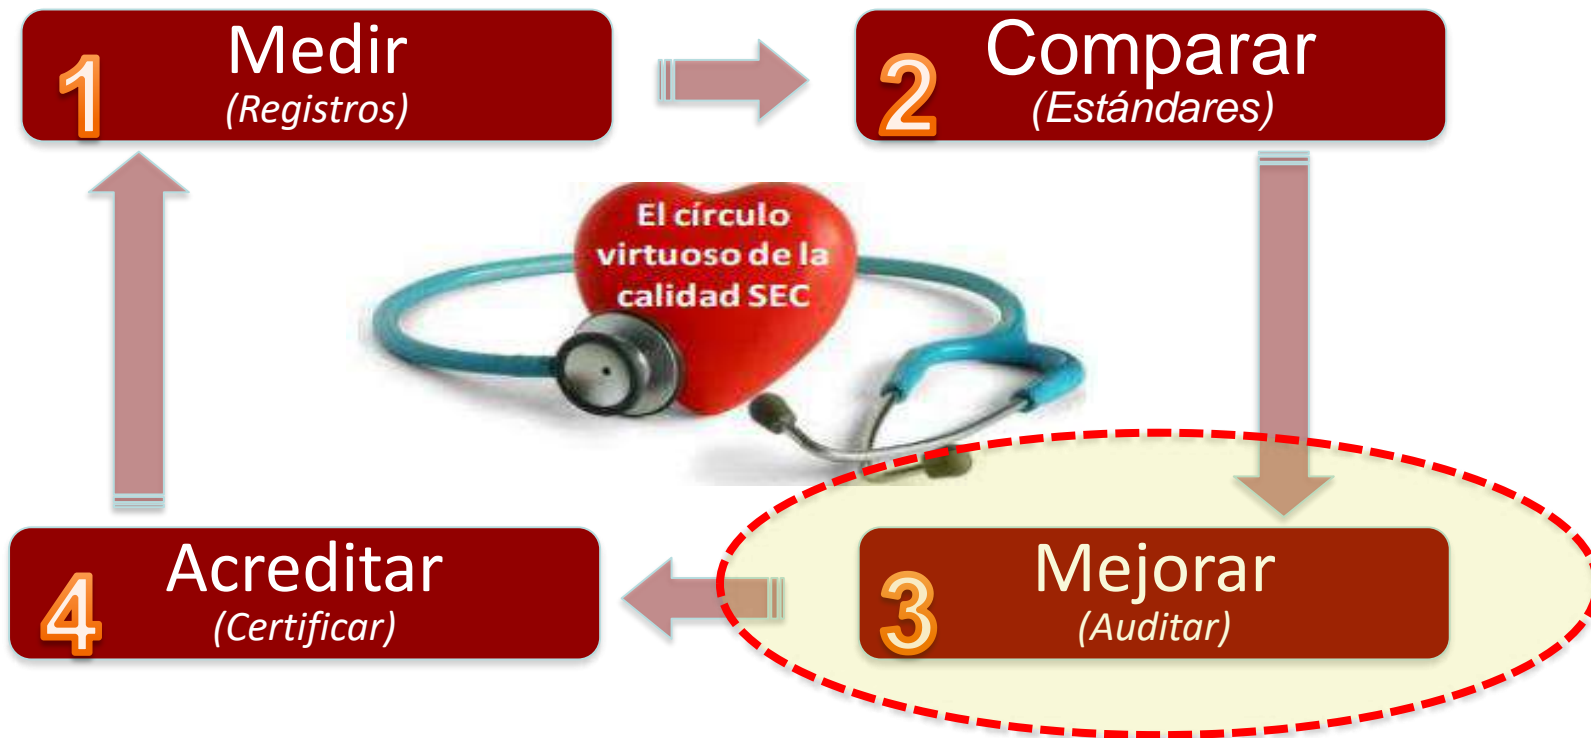 1
Medir
(Registros)
2
Comparar
(Estándares)
El círculo
virtuoso de la
calidad SEC
4
Acreditar
(Certificar)
3
Mejorar
(Auditar)